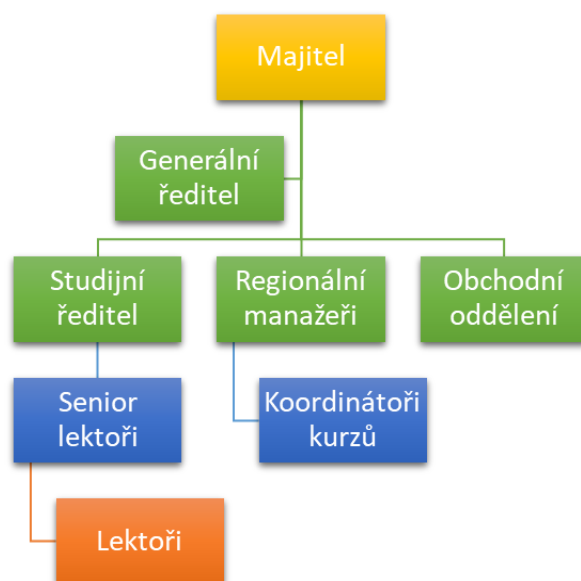 Majitel
Generální
ředitel
Studijní
ředitel
Regionální
manažeři
Obchodní
oddělení
Senior
lektoři
Koordinátoři
kurzů
Lektoři